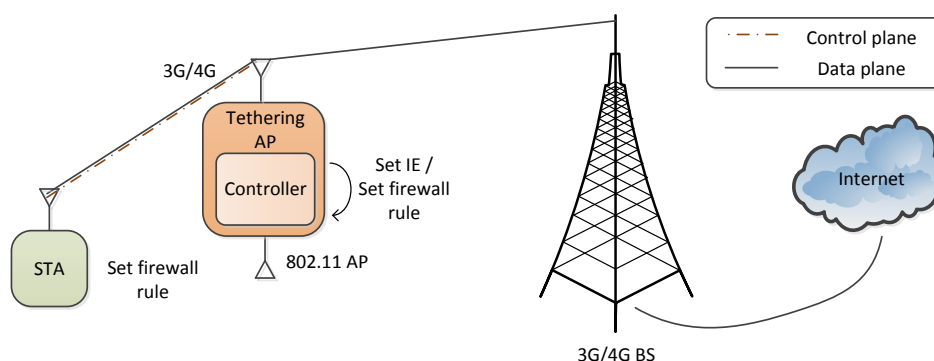 Control plane
Data plane
3G/4G
Tethering
AP
Controller
Set IE /
Set firewall
rule
Internet
STA
Set firewall
rule
802.11 AP
3G/4G BS